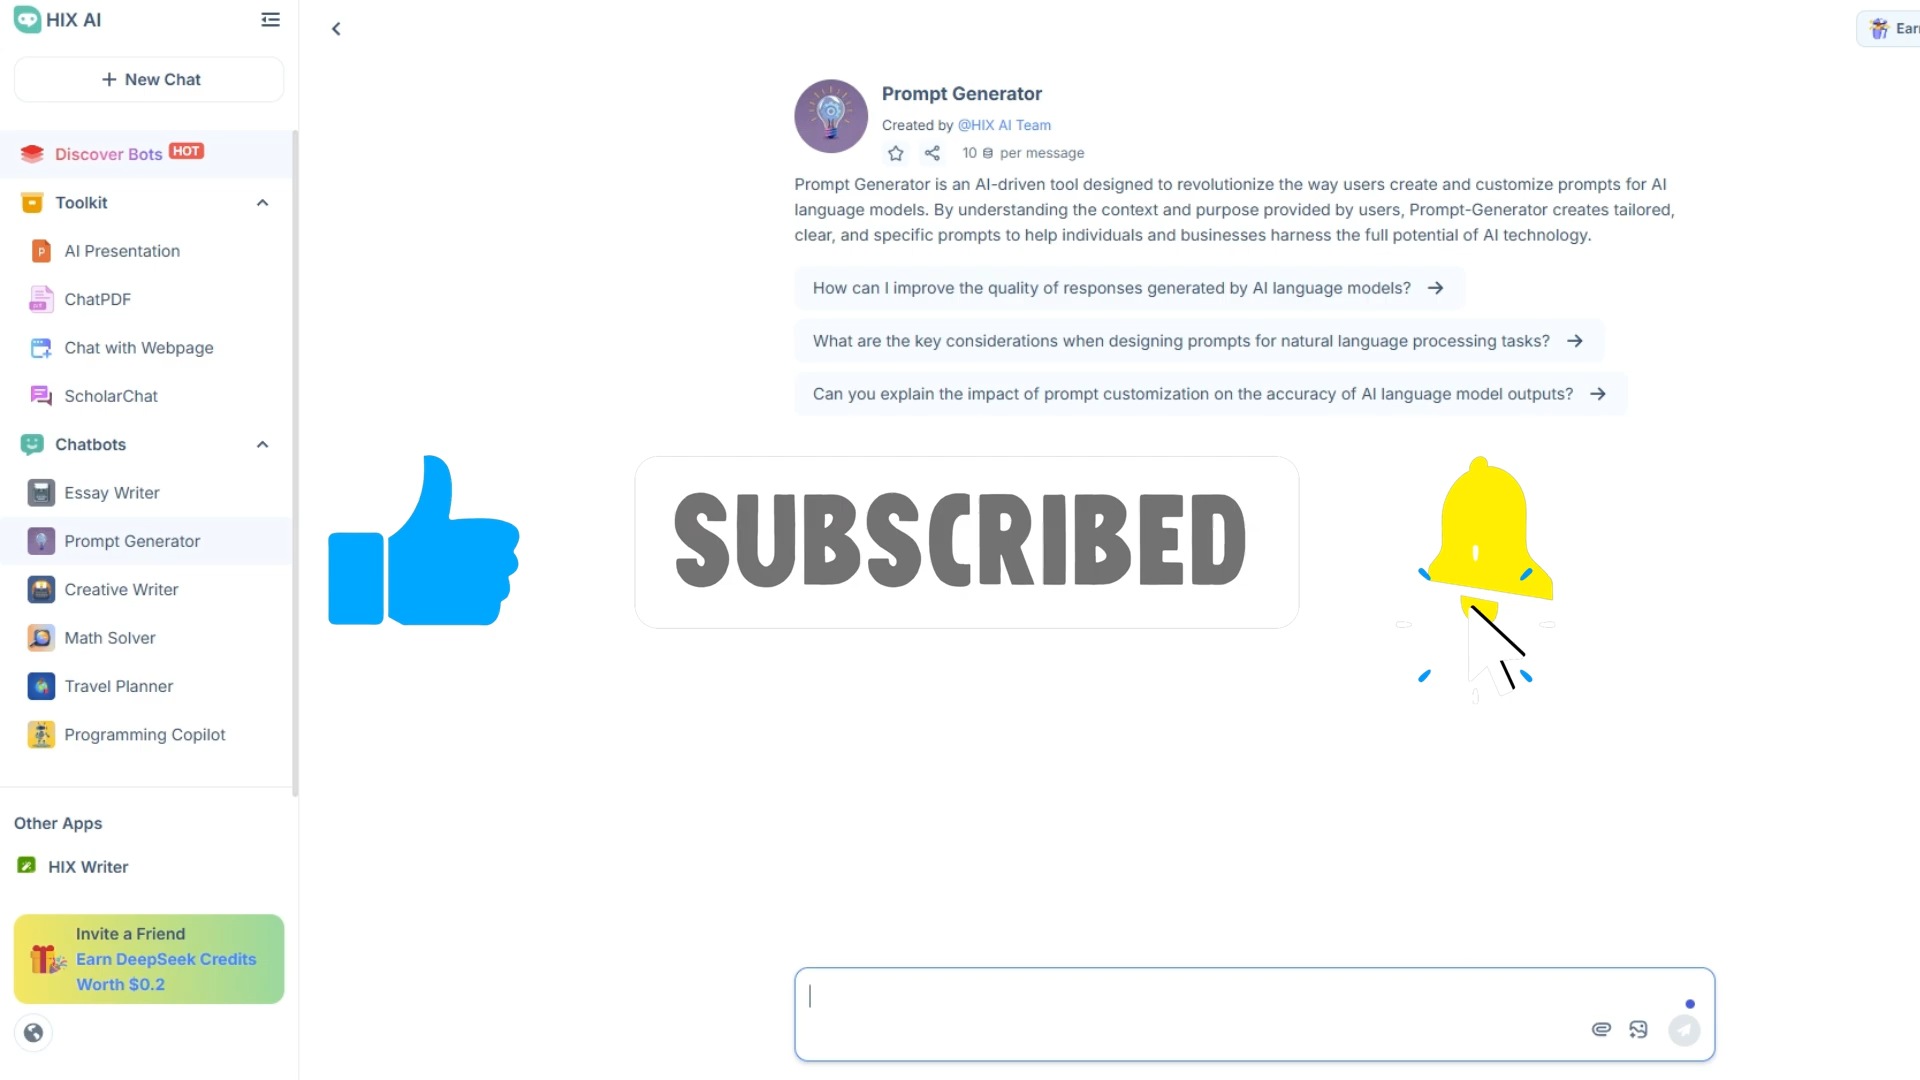 HIX AI
New Chat
Discover Bots HOT
Toolkit
AI Presentation
ChatPDF
Chat with Webpage
ScholarChat
Chatbots
Essay Writer
Prompt Generator
Creative Writer
Math Solver
Travel Planner
Programming Copilot
Other Apps
HIX Writer
Invite a Friend
Earn DeepSeek Credits
Worth $0.2
Ear
Prompt Generator
Created by @HIX AI Team
10 per message
Prompt Generator is an AI-driven tool designed to revolutionize the way users create and customize prompts for AI
language models. By understanding the context and purpose provided by users, Prompt-Generator creates tailored,
clear, and specific prompts to help individuals and businesses harness the full potential of AI technology.
How can I improve the quality of responses generated by AI language models?
What are the key considerations when designing prompts for natural language processing tasks?
Can you explain the impact of prompt customization on the accuracy of AI language model outputs?
SUBSCRIBED